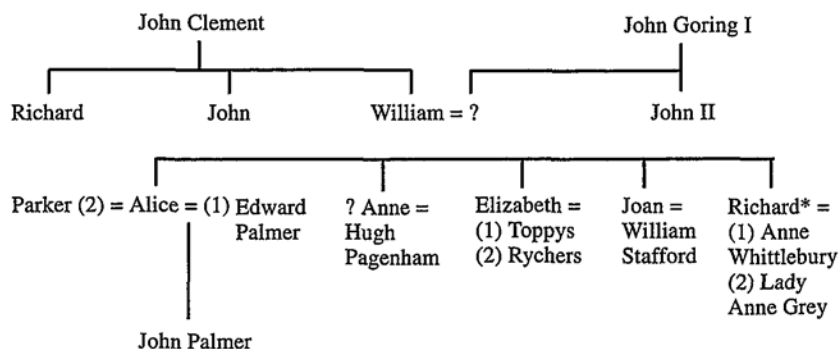 John Clement
John Goring I
Richard
John
William = ?
John II
Parker (2) = Alice = (1) Edward
Palmer
? Anne =
Hugh
Pagenham
Elizabeth =
(1) Toppys
(2) Rychers
Joan =
William
Stafford
Richard* =
(1) Anne
Whittlebury
(2) Lady
Anne Grey
John Palmer